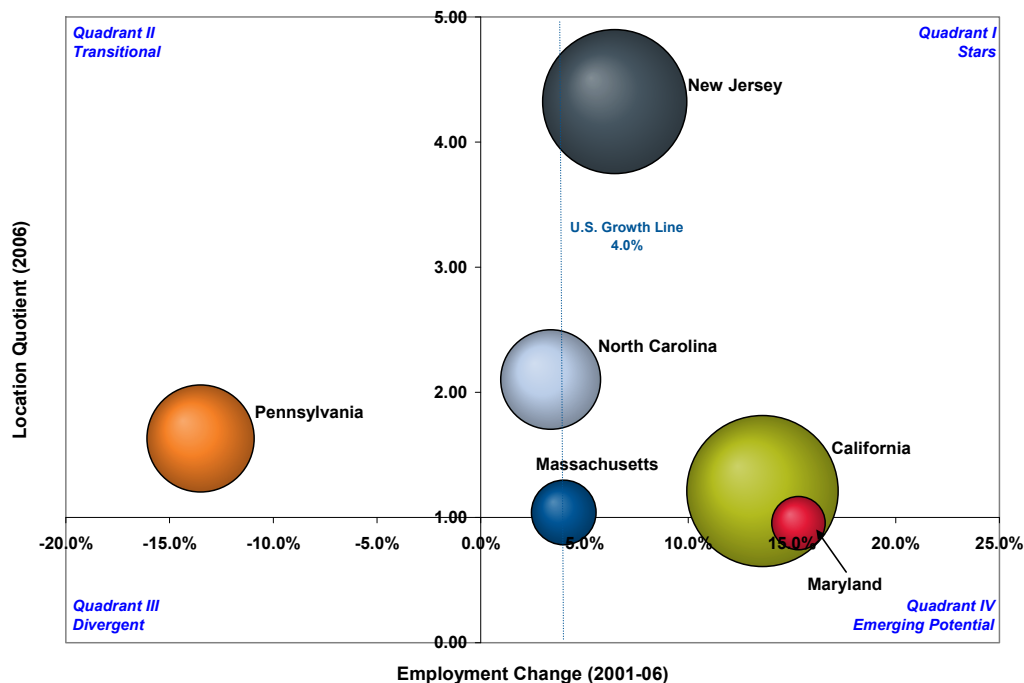 5.00
Quadrant II
Transitional
Quadrant I
Stars
New Jersey
4.00
U.S. Growth Line
4.0%
3.00
Location Quotient (2006)
North Carolina
2.00
Pennsylvania
Massachusetts
California
1.00
-20.0% -15.0% -10.0% -5.0% 0.0% 5.0% 10.0% 15.0% 20.0% 25.0%
Maryland
Quadrant III
Divergent
Quadrant IV
Emerging Potential
0.00
Employment Change (2001-06)